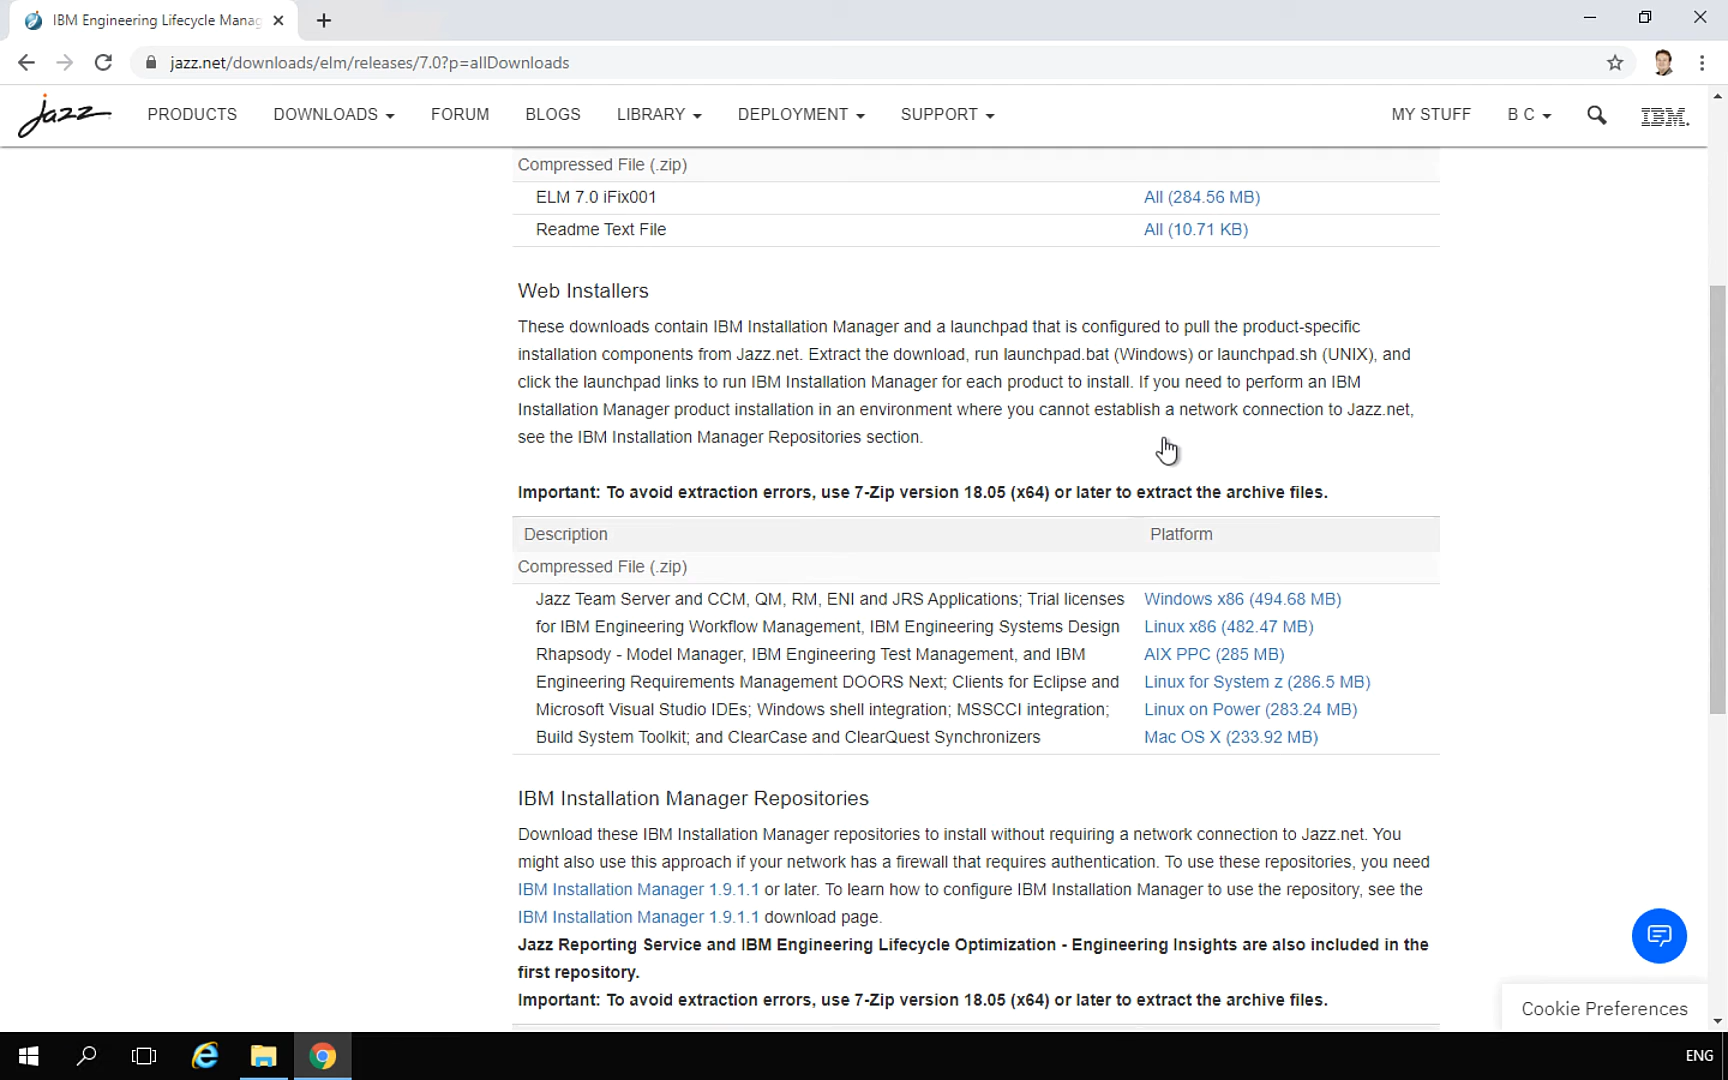 IBM Engineering Lifecycle Manag
jazz.net/downloads/elm/releases/7.0?p=allDownloads
jazz PRODUCTS DOWNLOADS FORUM BLOGS LIBRARY DEPLOYMENT SUPPORT MY STUFF B C IBM.
Compressed File (.zip)
ELM 7.0 iFix001 All (284.56 MB)
Readme Text File All (10.71 KB)
Web Installers
These downloads contain IBM Installation Manager and a launchpad that is configured to pull the product-specific
installation components from Jazz.net. Extract the download, run launchpad.bat (Windows) or launchpad.sh (UNIX), and
click the launchpad links to run IBM Installation Manager for each product to install. If you need to perform an IBM
Installation Manager product installation in an environment where you cannot establish a network connection to Jazz.net,
see the IBM Installation Manager Repositories section.
Important: To avoid extraction errors, use 7-Zip version 18.05 (x64) or later to extract the archive files.
Description Platform
Compressed File (.zip)
Jazz Team Server and CCM, QM, RM, ENI and JRS Applications; Trial licenses Windows x86 (494.68 MB)
for IBM Engineering Workflow Management, IBM Engineering Systems Design Linux x86 (482.47 MB)
Rhapsody - Model Manager, IBM Engineering Test Management, and IBM AIX PPC (285 MB)
Engineering Requirements Management DOORS Next; Clients for Eclipse and Linux for System z (286.5 MB)
Microsoft Visual Studio IDEs; Windows shell integration; MSSCCI integration; Linux on Power (283.24 MB)
Build System Toolkit; and ClearCase and ClearQuest Synchronizers Mac OS X (233.92 MB)
IBM Installation Manager Repositories
Download these IBM Installation Manager repositories to install without requiring a network connection to Jazz.net. You
might also use this approach if your network has a firewall that requires authentication. To use these repositories, you need
IBM Installation Manager 1.9.1.1 or later. To learn how to configure IBM Installation Manager to use the repository, see the
IBM Installation Manager 1.9.1.1 download page.
Jazz Reporting Service and IBM Engineering Lifecycle Optimization - Engineering Insights are also included in the
first repository.
Important: To avoid extraction errors, use 7-Zip version 18.05 (x64) or later to extract the archive files.
Cookie Preferences
ENG